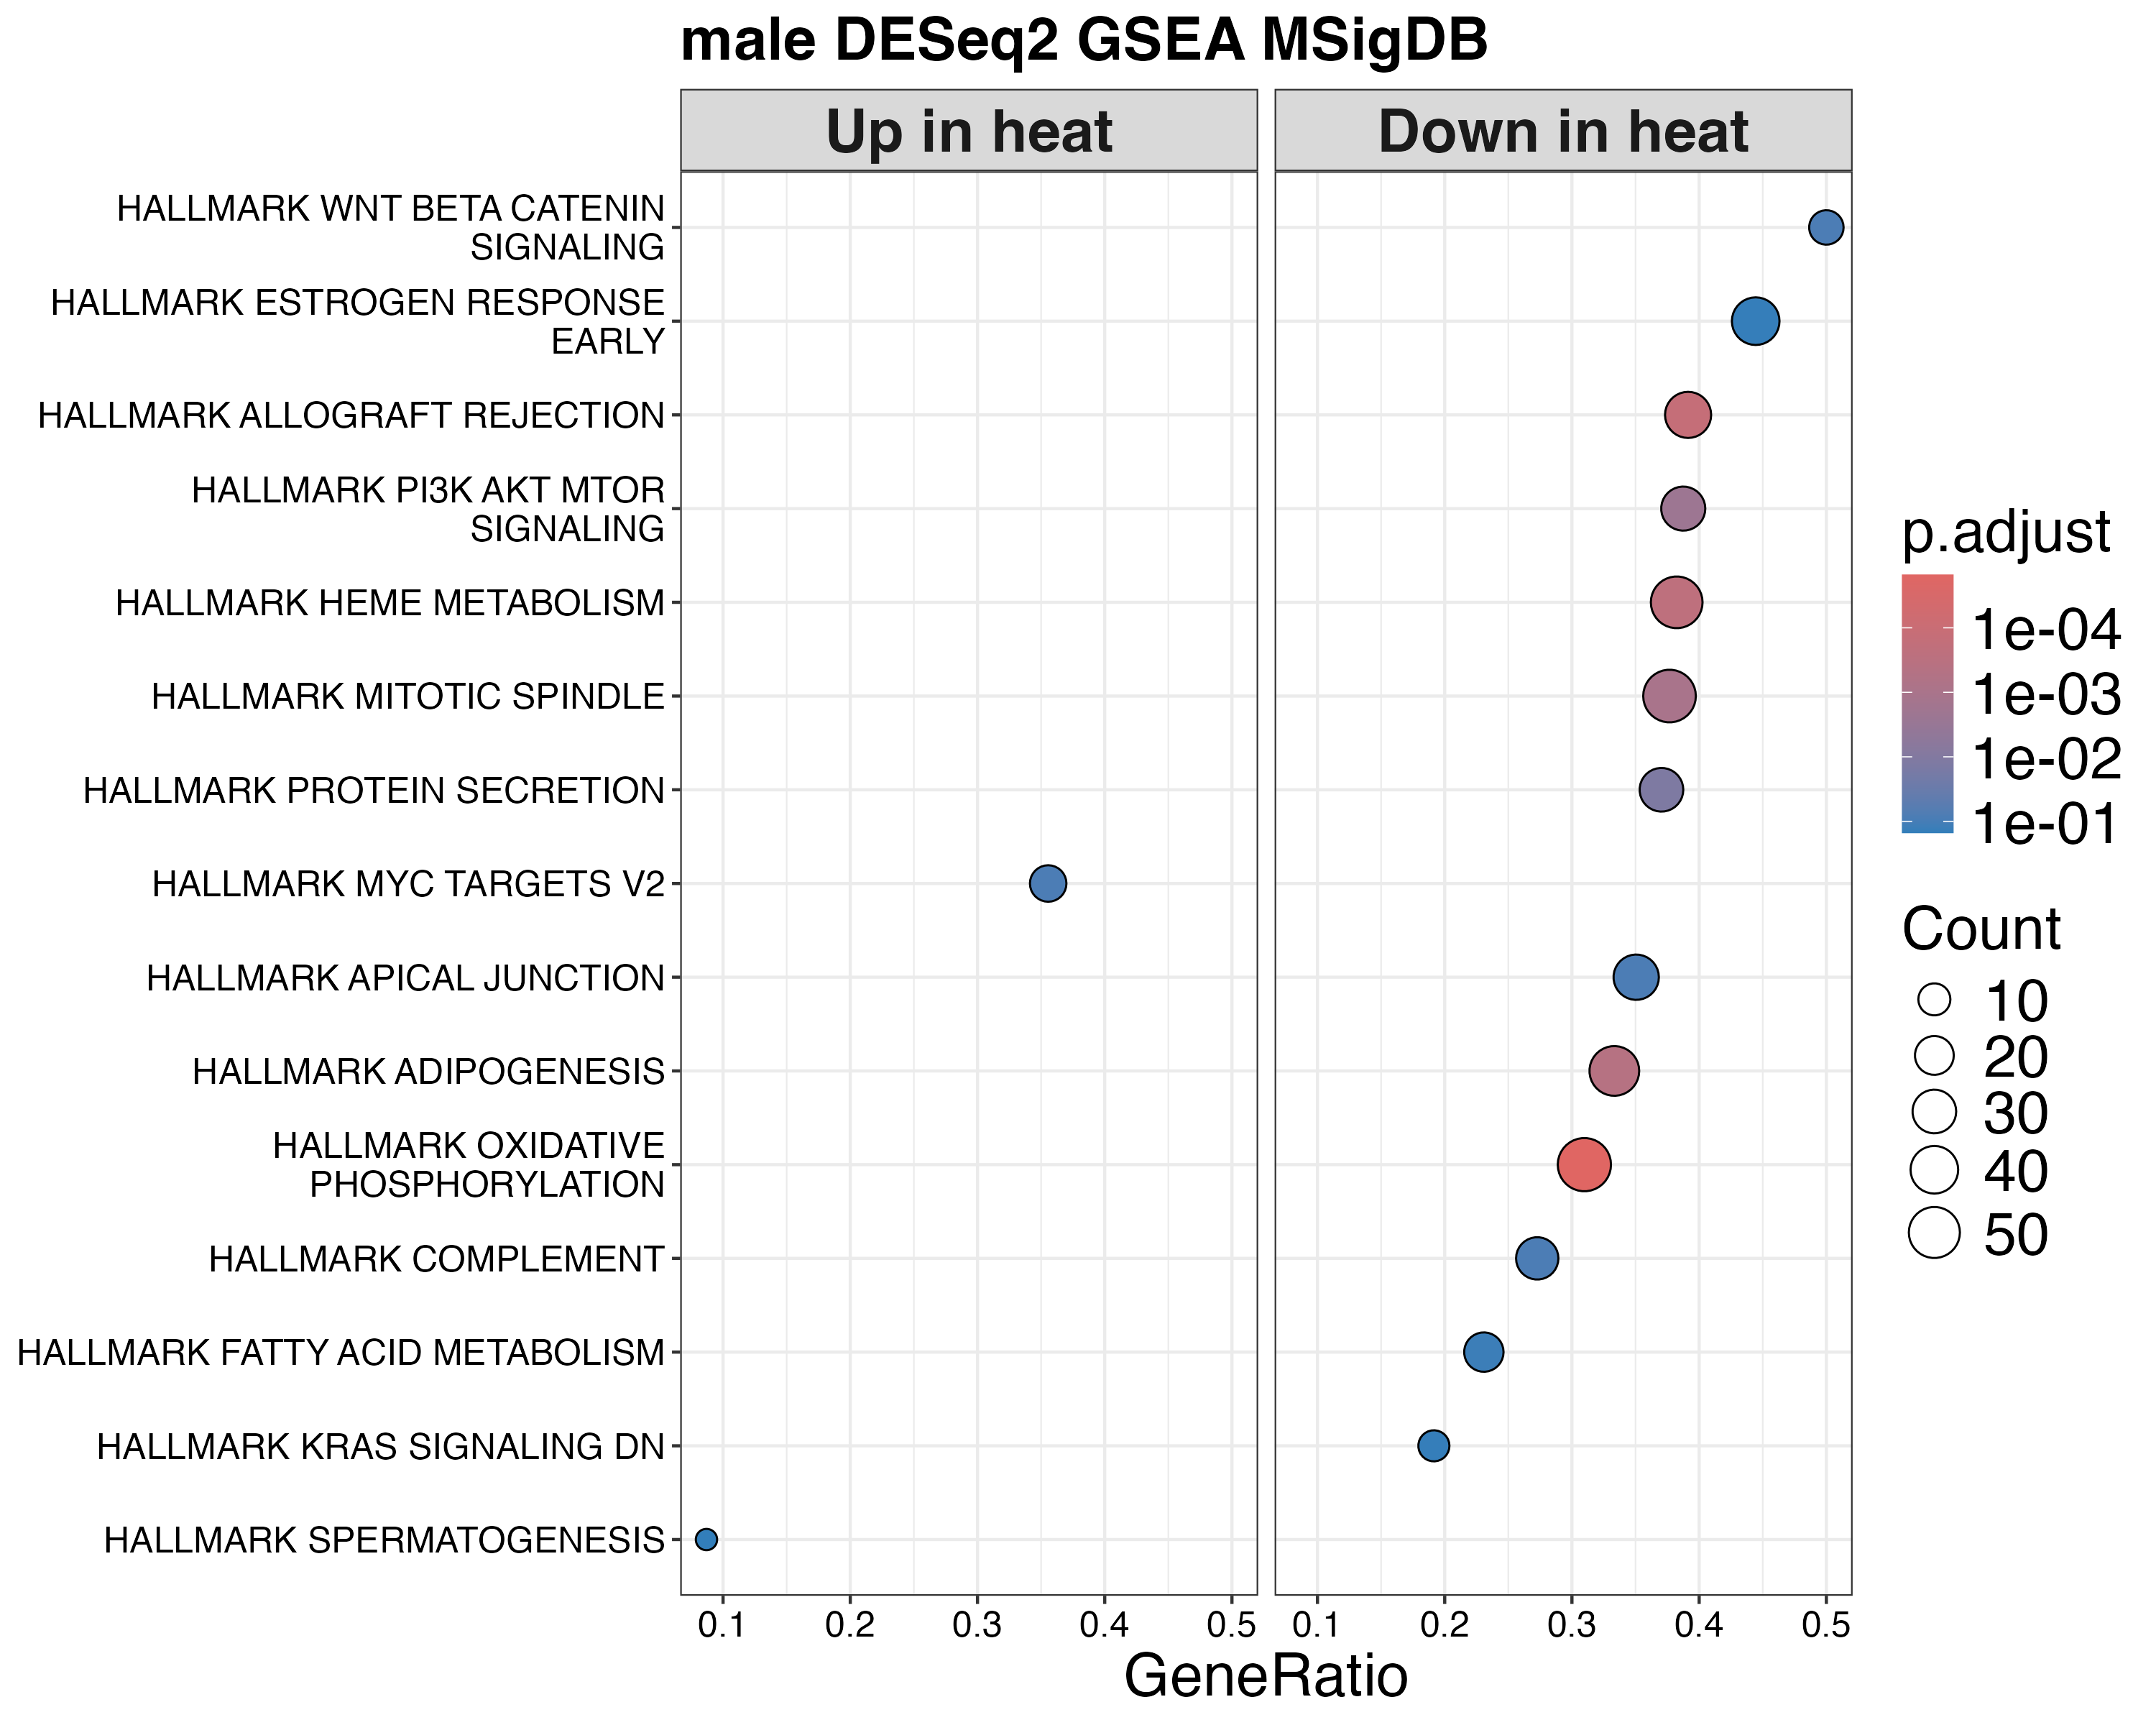 male DESeq2 GSEA MSigDB
Up in heat
Down in heat
HALLMARK WNT BETA CATENIN
SIGNALING
HALLMARK ESTROGEN RESPONSE
EARLY
HALLMARK ALLOGRAFT REJECTION
HALLMARK PI3K AKT MTOR
SIGNALING
HALLMARK HEME METABOLISM
HALLMARK MITOTIC SPINDLE
HALLMARK PROTEIN SECRETION
HALLMARK MYC TARGETS V2
HALLMARK APICAL JUNCTION
HALLMARK ADIPOGENESIS
HALLMARK OXIDATIVE
PHOSPHORYLATION
HALLMARK COMPLEMENT
HALLMARK FATTY ACID METABOLISM
HALLMARK KRAS SIGNALING DN
HALLMARK SPERMATOGENESIS
0.1 0.2 0.3 0.4 0.5
0.1 0.2 0.3 0.4 0.5
GeneRatio
p.adjust
1e-04
1e-03
1e-02
1e-01
Count
10
20
30
40
50